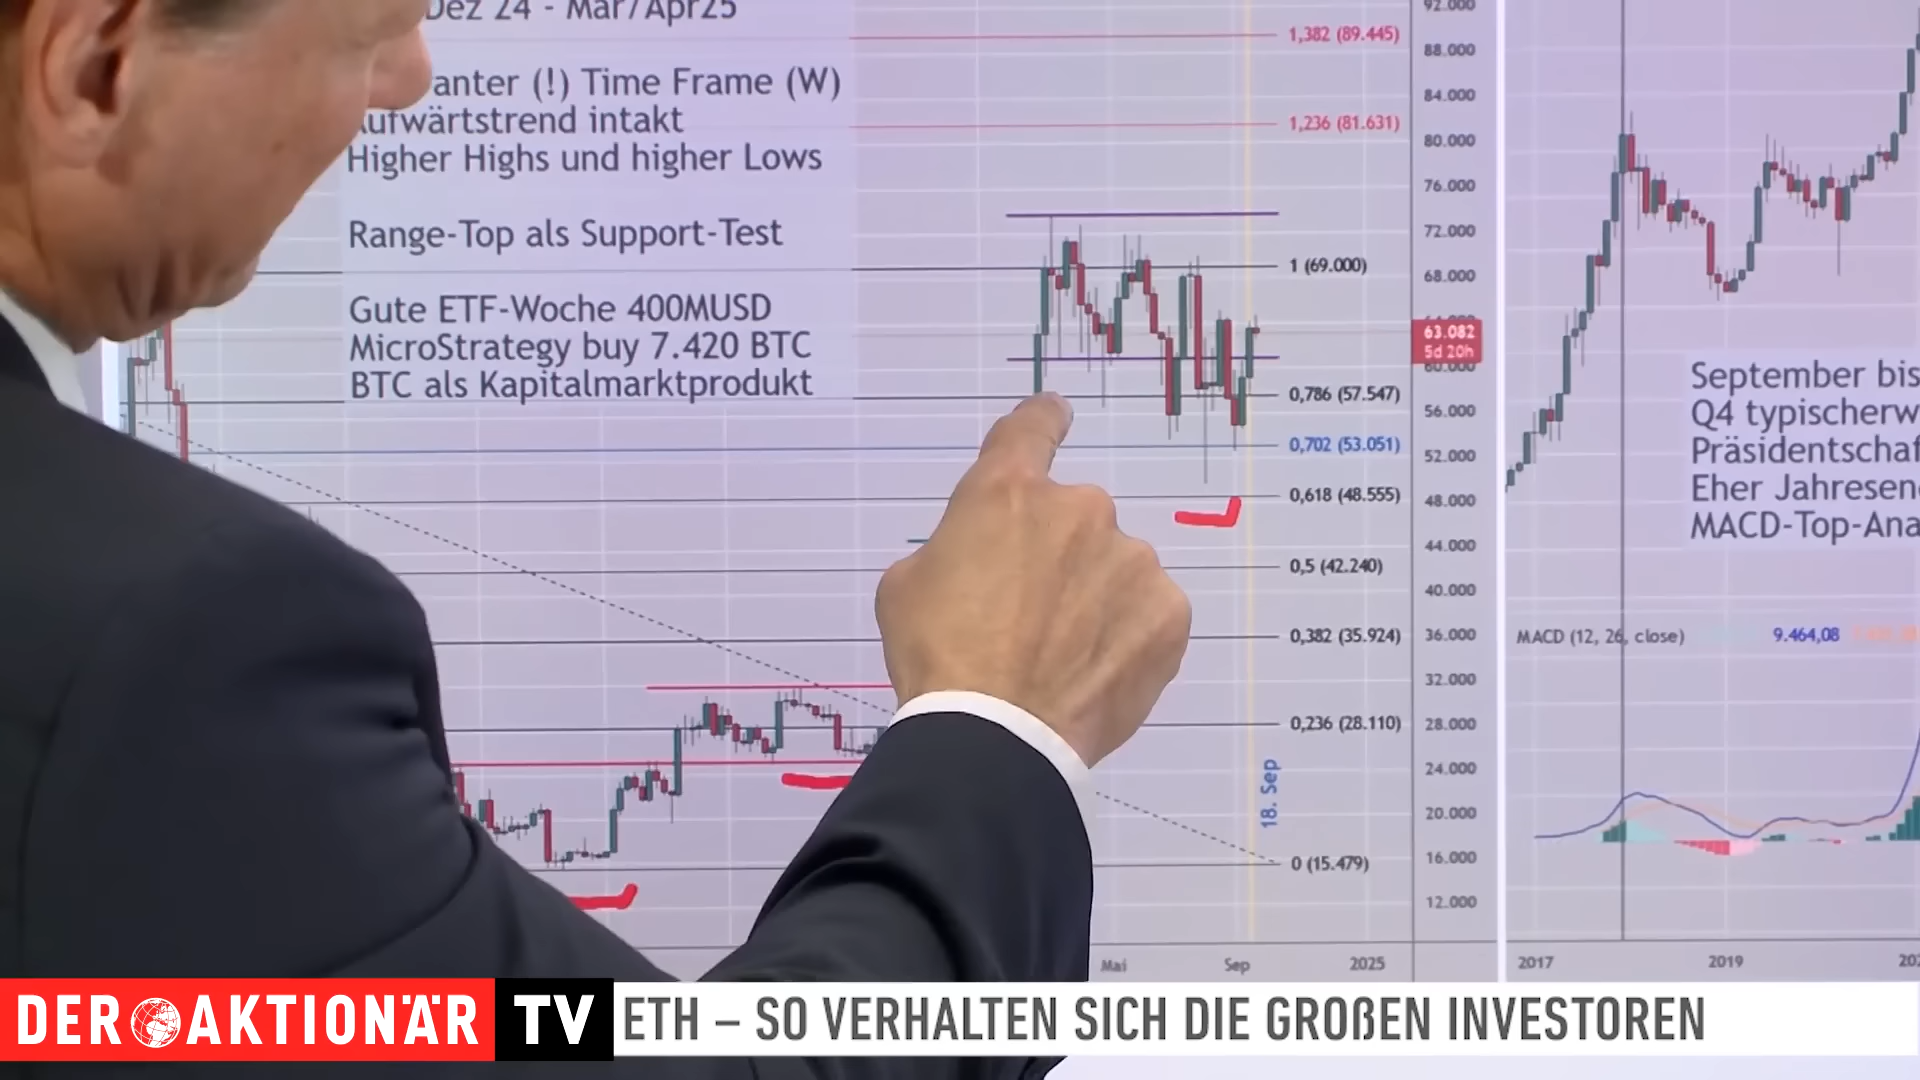 Dez 24 - Mar/Apr25
anter (!) Time Frame (W)
Aufwärtstrend intakt
Higher Highs und higher Lows
Range-Top als Support-Test
Gute ETF-Woche 400MUSD
MicroStrategy buy 7.420 BTC
BTC als Kapitalmarktprodukt
1,382 (89.445)
1,236 (81.631)
1 (69.000)
0,786 (57.547)
0,702 (53.051)
0,618 (48.555)
0,5 (42.240)
0,382 (35.924)
0,236 (28.110)
0 (15.479)
18. Sep
92.000
88.000
84.000
80.000
76.000
72.000
68.000
63.082
5d 20h
60.000
56.000
52.000
48.000
44.000
40.000
36.000
32.000
28.000
24.000
20.000
16.000
12.000
Mai Sep 2025
September bis
Q4 typischerw
Präsidentschaf
Eher Jahresen
MACD-Top-Ana
MACD (12, 26, close) 9.464,08
2017 2019
DER AKTIONÄR TV ETH – SO VERHALTEN SICH DIE GROẞEN INVESTOREN